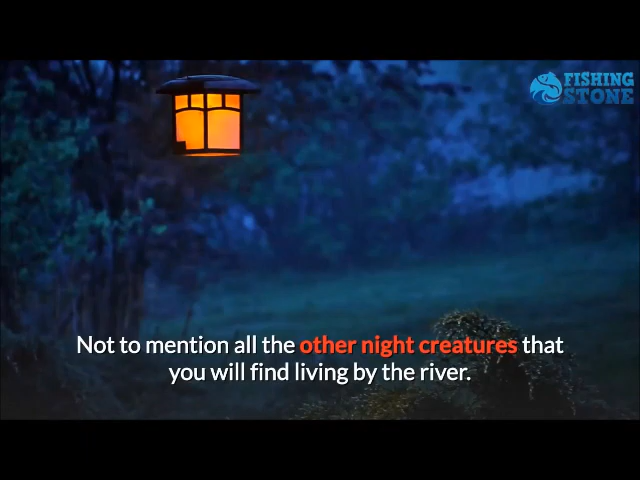 FISHING
STONE
Not to mention all the other night creatures that
you will find living by the river.